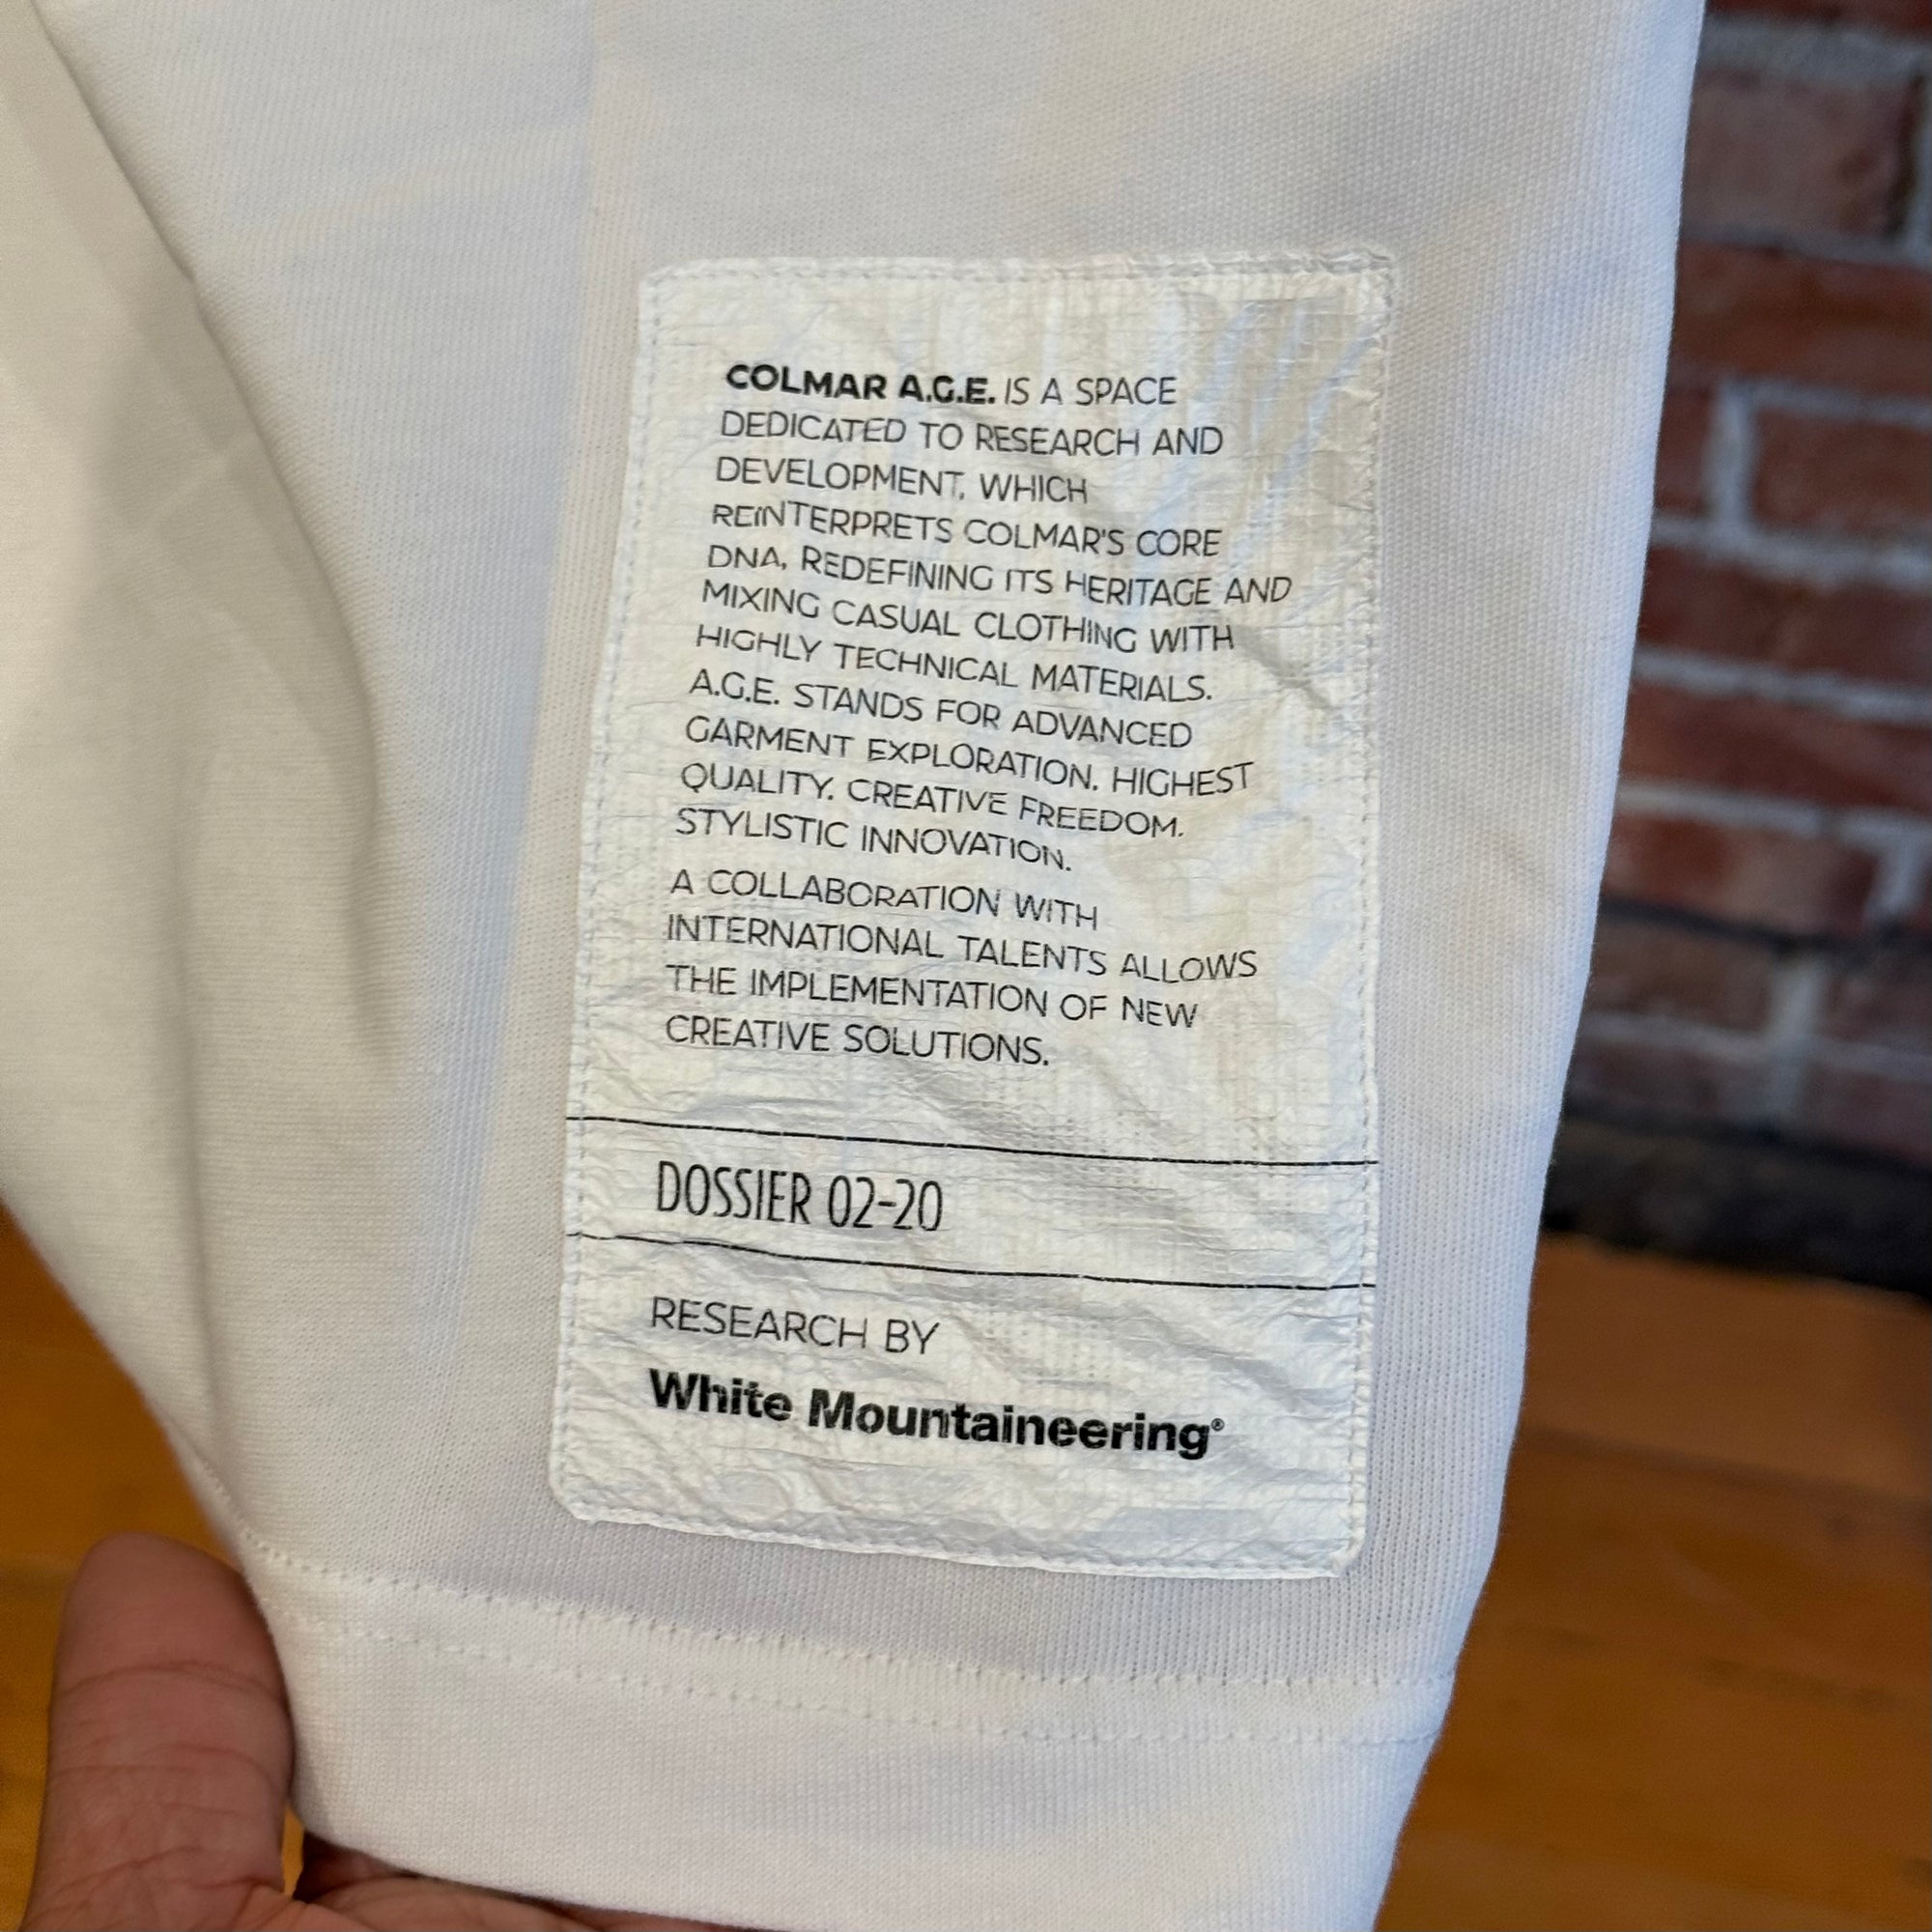 COLMAR A.G.E. IS A SPACE
DEDICATED TO RESEARCH AND
DEVELOPMENT, WHICH
REINTERPRETS COLMAR'S CORE
DNA, REDEFINING ITS HERITAGE AND
MIXING CASUAL CLOTHING WITH
HIGHLY TECHNICAL MATERIALS.
A.G.E. STANDS FOR ADVANCED
GARMENT EXPLORATION. HIGHEST
QUALITY. CREATIVE FREEDOM.
STYLISTIC INNOVATION.
A COLLABORATION WITH
INTERNATIONAL TALENTS ALLOWS
THE IMPLEMENTATION OF NEW
CREATIVE SOLUTIONS.
DOSSIER 02-20
RESEARCH BY
White Mountaineering®